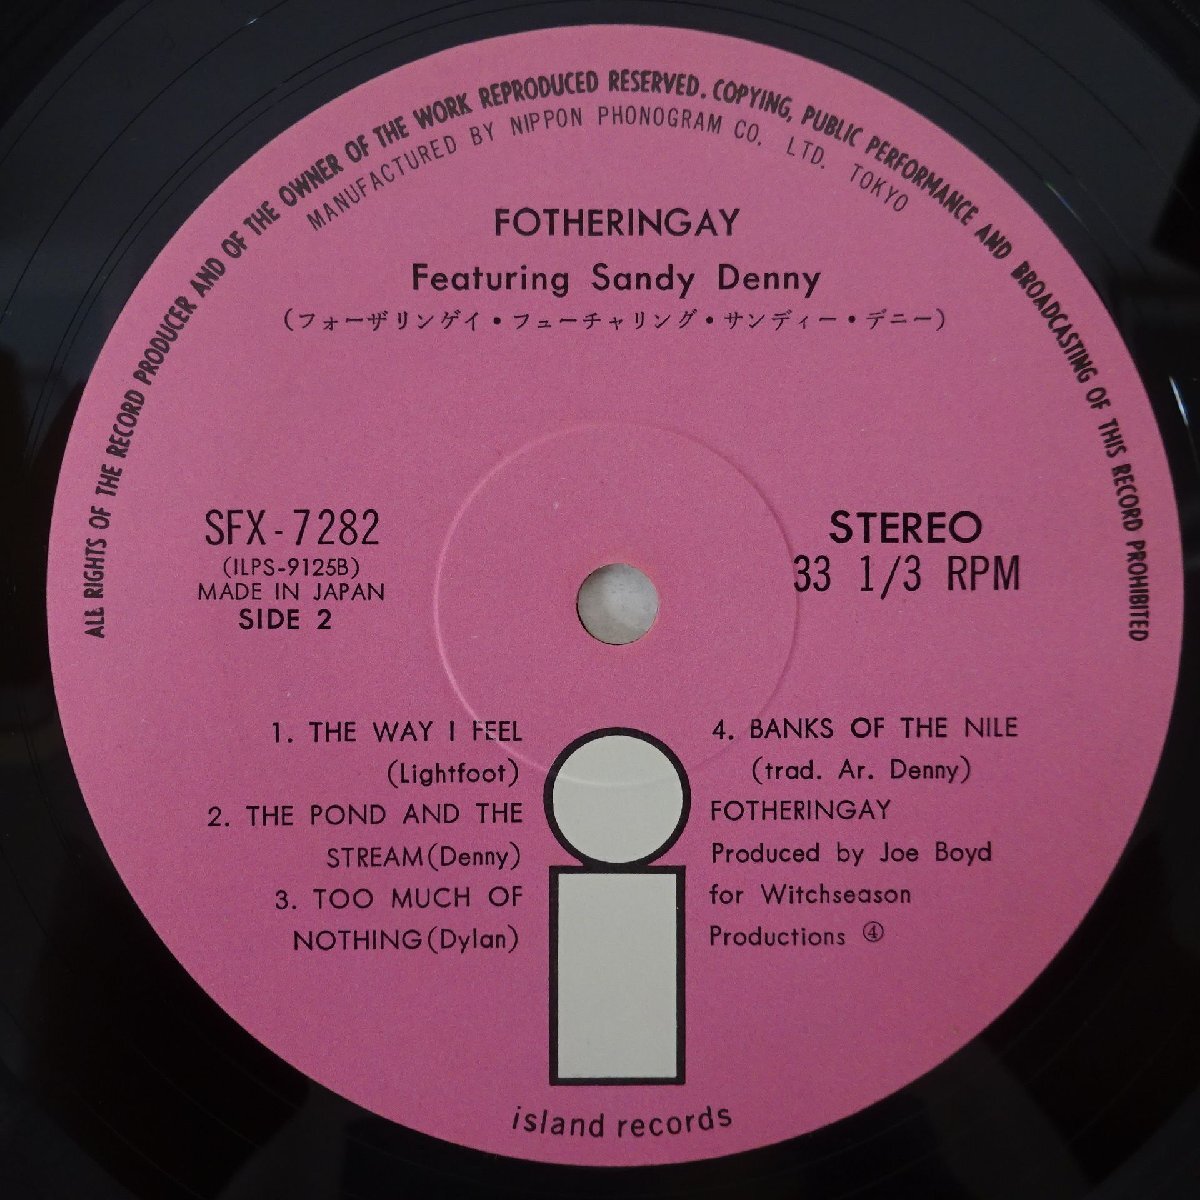 ALL RIGHTS OF THE RECORD PRODUCER AND OF THE OWNER OF THE WORK REPRODUCED RESERVED. COPYING, PUBLIC PERFORMANCE AND BROADCASTING OF THIS RECORD PROHIBITED
MANUFACTURED BY NIPPON PHONOGRAM CO. LTD. TOKYO
FOTHERINGAY
Featuring Sandy Denny
(フォーザリンゲイ・フューチャリング・サンディー・デニー)
SFX-7282
(ILPS-9125B)
MADE IN JAPAN
SIDE 2
STEREO
33 1/3 RPM
1. THE WAY I FEEL
(Lightfoot)
2. THE POND AND THE
STREAM(Denny)
3. TOO MUCH OF
NOTHING(Dylan)
4. BANKS OF THE NILE
(trad. Ar. Denny)
FOTHERINGAY
Produced by Joe Boyd
for Witchseason
Productions ④
island records